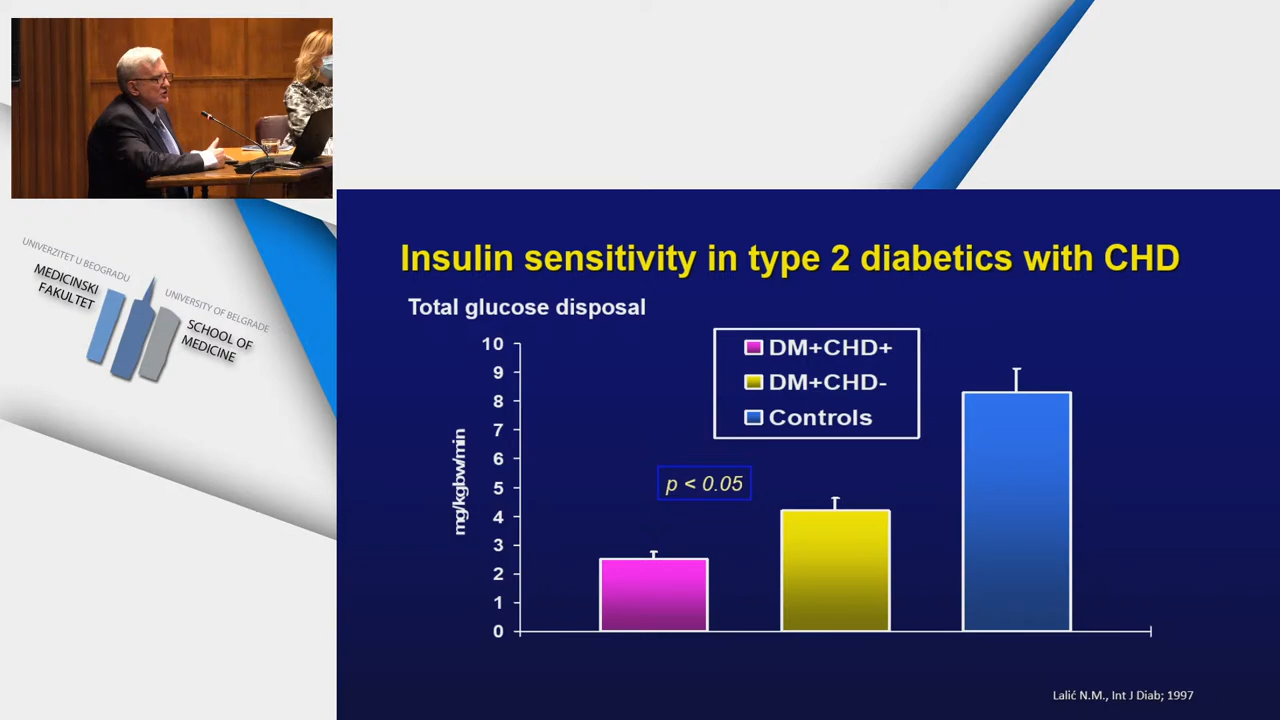 UNIVERZITET U BEOGRADU
MEDICINSKI
FAKULTET
UNIVERSITY OF BELGRADE
SCHOOL OF
MEDICINE
Insulin sensitivity in type 2 diabetics with CHD
Total glucose disposal
mg/kgbw/min
10
9
8
7
6
5
4
3
2
1
0
DM+CHD+
DM+CHD-
Controls
p < 0.05
Lalić N.M., Int J Diab; 1997